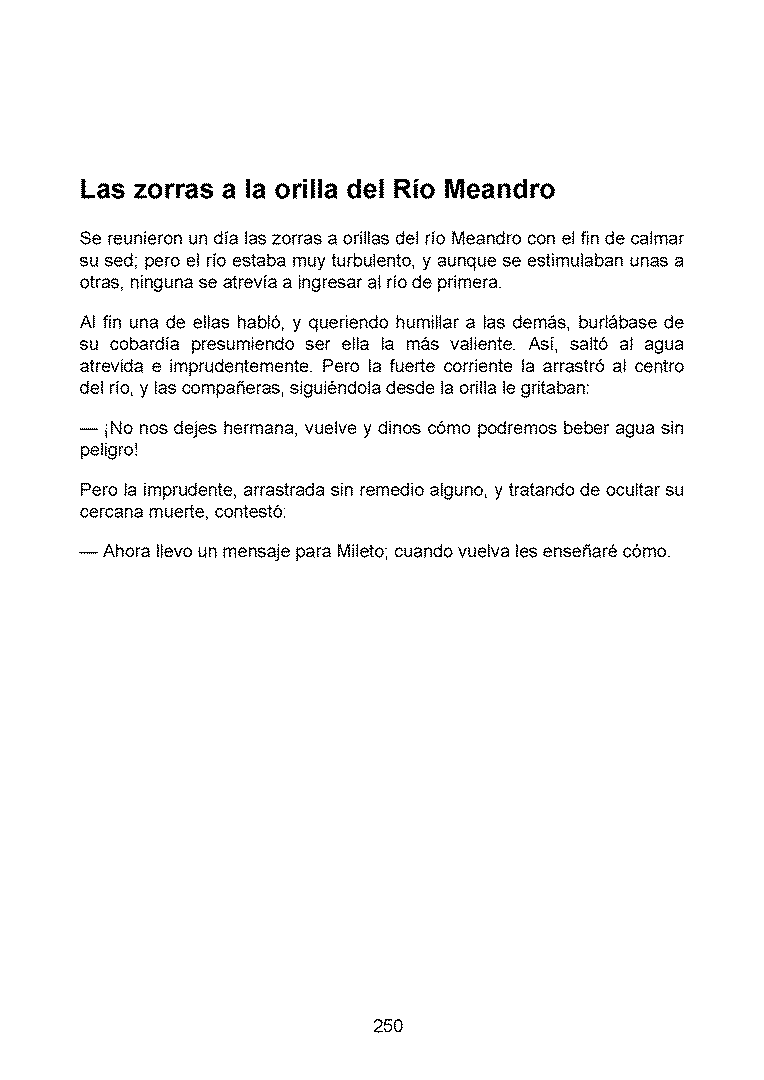 Las zorras a la orilla del Río Meandro
Se reunieron un día las zorras a orillas del río Meandro con el fin de calmar
su sed; pero el río estaba muy turbulento, y aunque se estimulaban unas a
otras, ninguna se atrevía a ingresar al río de primera.
Al fin una de ellas habló, y queriendo humillar a las demás, burlábase de
su cobardía presumiendo ser ella la más valiente. Así, saltó al agua
atrevida e imprudentemente. Pero la fuerte corriente la arrastró al centro
del río, y las compañeras, siguiéndola desde la orilla le gritaban:
— ¡No nos dejes hermana, vuelve y dinos cómo podremos beber agua sin
peligro!
Pero la imprudente, arrastrada sin remedio alguno, y tratando de ocultar su
cercana muerte, contestó:
— Ahora llevo un mensaje para Mileto; cuando vuelva les enseñaré cómo.
250